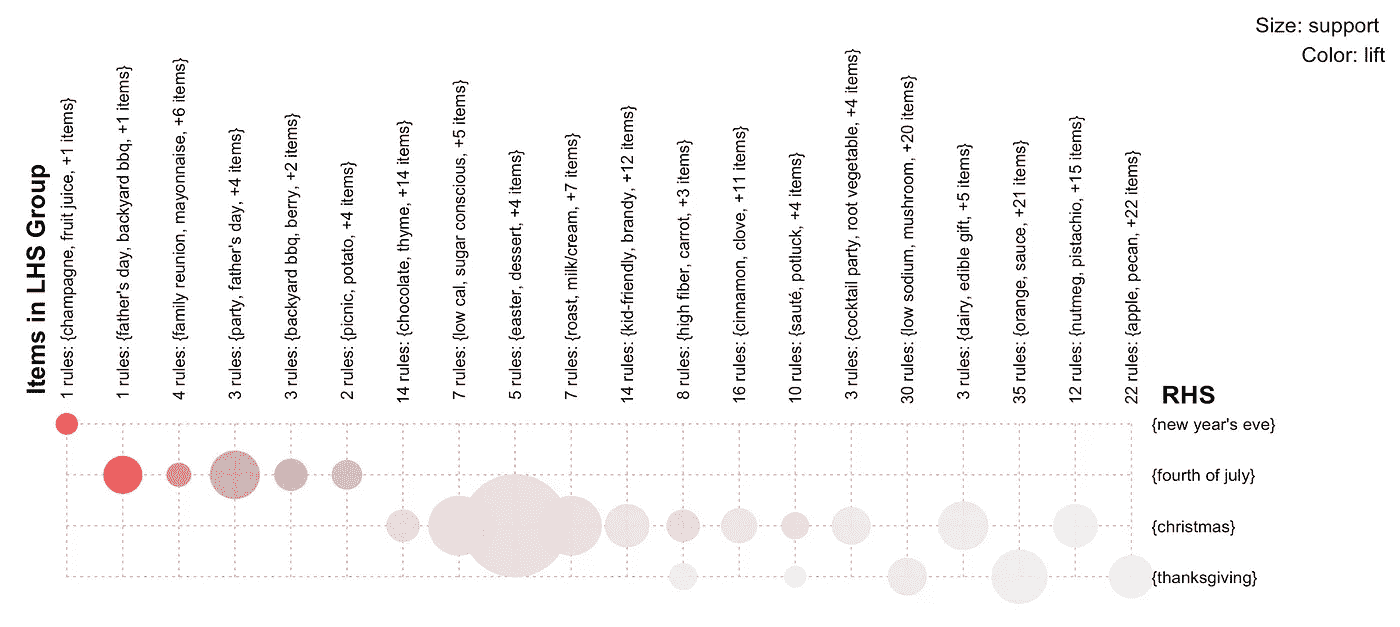 Size: support
Color: lift
Items in LHS Group
1 rules: {champagne, fruit juice, +1 items}
1 rules: {father's day, backyard bbq, +1 items}
4 rules: {family reunion, mayonnaise, +6 items}
3 rules: {party, father's day, +4 items}
3 rules: {backyard bbq, berry, +2 items}
2 rules: {picnic, potato, +4 items}
14 rules: {chocolate, thyme, +14 items}
7 rules: {low cal, sugar conscious, +5 items}
5 rules: {easter, dessert, +4 items}
7 rules: {roast, milk/cream, +7 items}
14 rules: {kid-friendly, brandy, +12 items}
8 rules: {high fiber, carrot, +3 items}
16 rules: {cinnamon, clove, +11 items}
10 rules: {sauté, potluck, +4 items}
3 rules: {cocktail party, root vegetable, +4 items}
30 rules: {low sodium, mushroom, +20 items}
3 rules: {dairy, edible gift, +5 items}
35 rules: {orange, sauce, +21 items}
12 rules: {nutmeg, pistachio, +15 items}
22 rules: {apple, pecan, +22 items}
RHS
{new year's eve}
{fourth of july}
{christmas}
{thanksgiving}